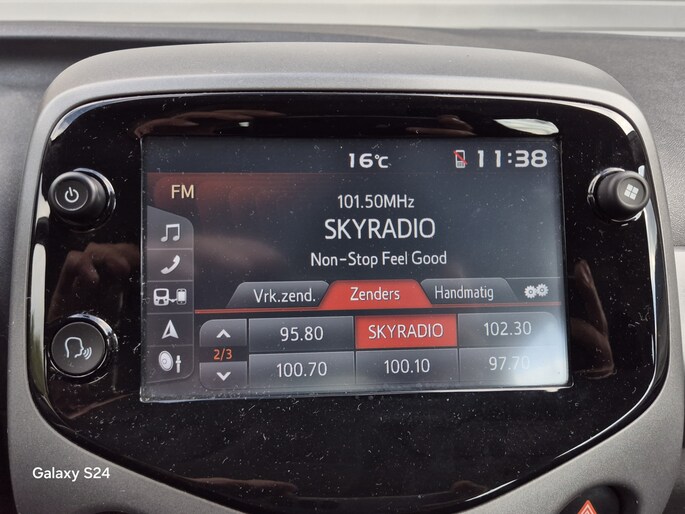 16°C 11:38
FM
101.50MHz
SKYRADIO
Non-Stop Feel Good
Vrk.zend. Zenders Handmatig
95.80 SKYRADIO 102.30
2/3
100.70 100.10 97.70
Galaxy S24